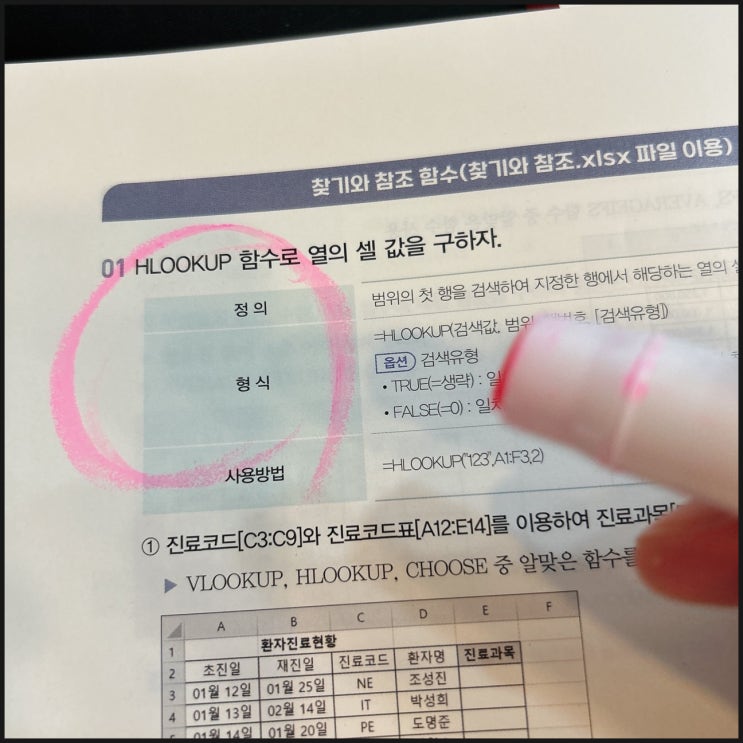 찾기와 참조 함수(찾기와 참조.xlsx 파일 이용)
01 HLOOKUP 함수로 열의 셀 값을 구하자.
정의
범위의 첫 행을 검색하여 지정한 행에서 해당하는 열의
형식
=HLOOKUP(검색값, 범위, [검색유형])
옵션 검색유형
• TRUE(=생략) :
• FALSE(=0) :
사용방법
=HLOOKUP("123",A1:F3,2)
① 진료코드[C3:C9]와 진료코드표[A12:E14]를 이용하여 진료과목
▶ VLOOKUP, HLOOKUP, CHOOSE 중 알맞은 함수를
A B C D E F
1 환자진료현황
2 초진일 재진일 진료코드 환자명 진료과목
3 01월 12일 01월 25일 NE 조성진
4 01월 13일 02월 14일 IT 박성희
5 01월 14일 01월 20일 PE 도명준